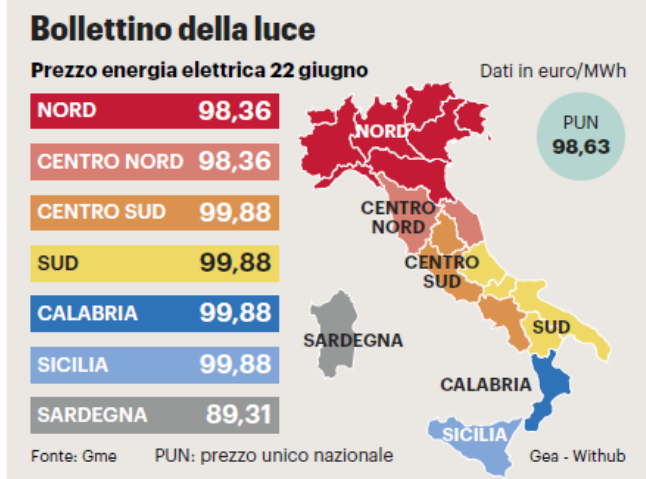 Bollettino della luce
Prezzo energia elettrica 22 giugno
Dati in euro/MWh
NORD 98,36
CENTRO NORD 98,36
CENTRO SUD 99,88
SUD 99,88
CALABRIA 99,88
SICILIA 99,88
SARDEGNA 89,31
PUN
98,63
NORD
CENTRO
NORD
CENTRO
SUD
SUD
SARDEGNA
CALABRIA
SICILIA
Fonte: Gme
PUN: prezzo unico nazionale
Gea - Withub